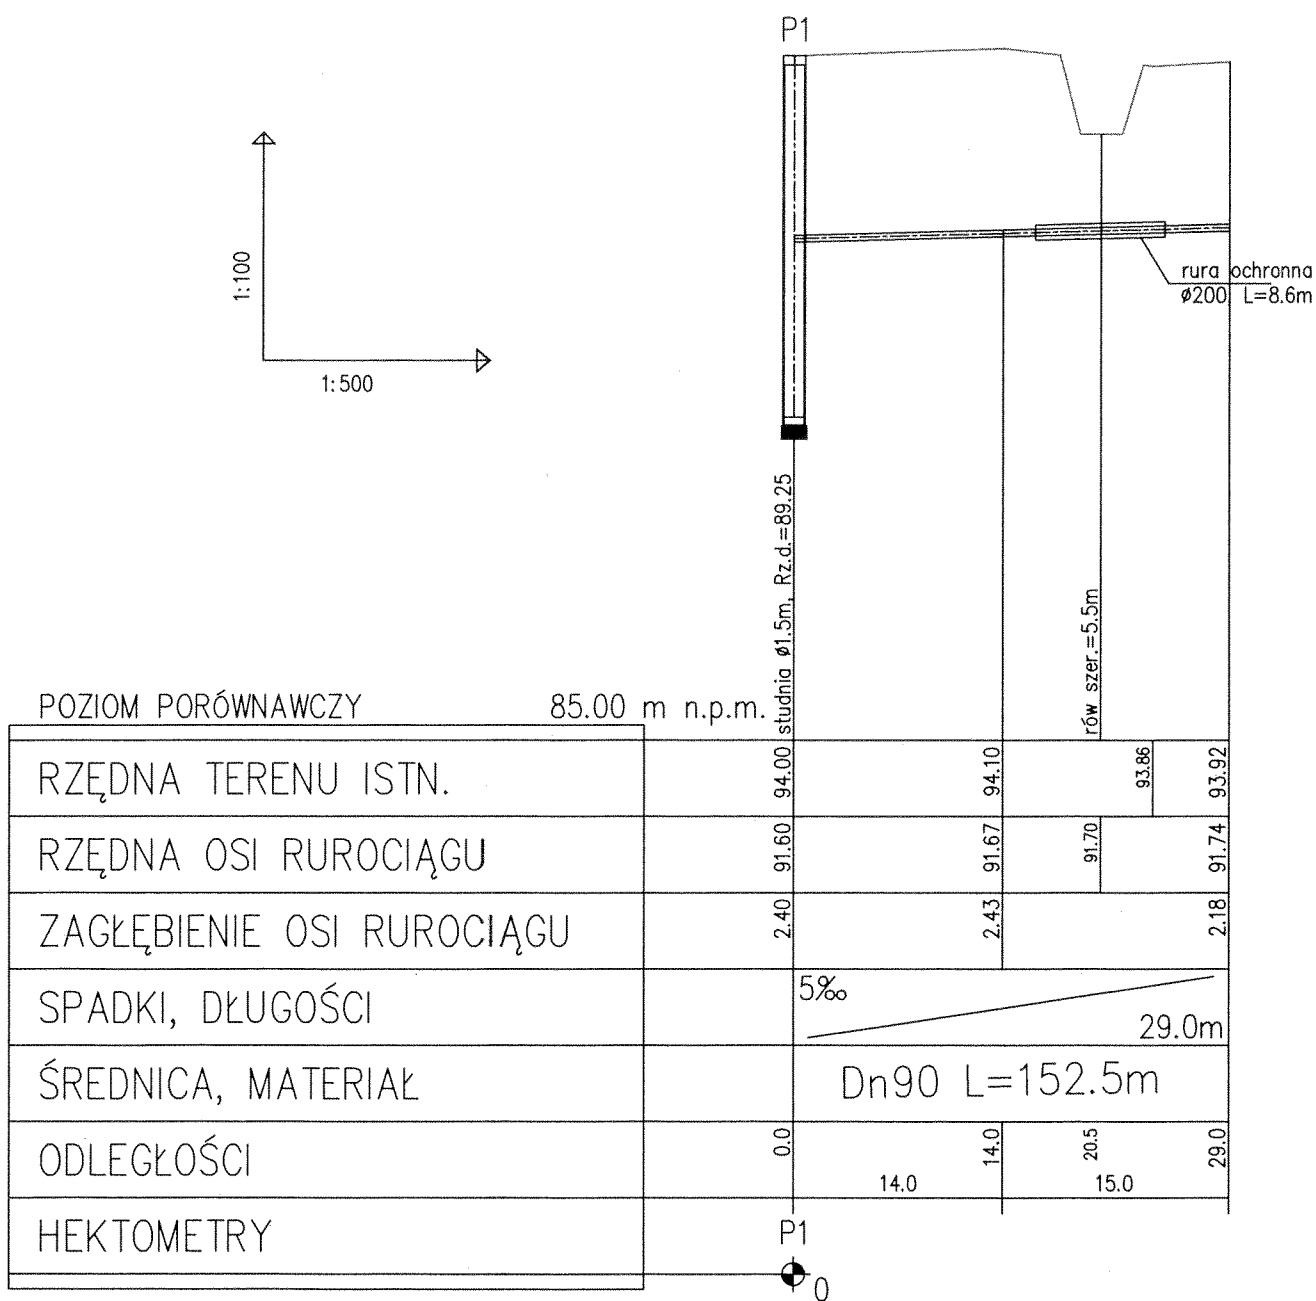 P1
1:100
1:500
rura ochronna
ø200, L=8.6m
studnia ø1.5m, Rz.d.=89.25
rów szer.=5.5m
POZIOM PORÓWNAWCZY 85.00 m n.p.m.
RZĘDNA TERENU ISTN. 94.00 94.10 93.86 93.92
RZĘDNA OSI RUROCIĄGU 91.60 91.67 91.70 91.74
ZAGŁĘBIENIE OSI RUROCIĄGU 2.40 2.43 2.18
SPADKI, DŁUGOŚCI 5‰ 29.0m
ŚREDNICA, MATERIAŁ Dn90 L=152.5m
ODLEGŁOŚCI 0.0 14.0 20.5 29.0
14.0 15.0
HEKTOMETRY P1
0